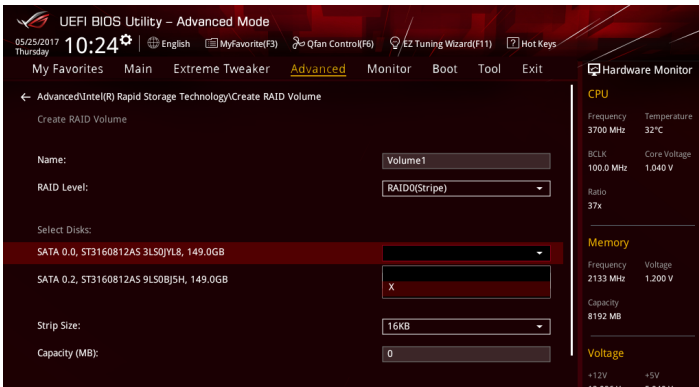 UEFI BIOS Utility – Advanced Mode
05/25/2017
Thursday
10:24
English
MyFavorite(F3)
Qfan Control(F6)
EZ Tuning Wizard(F11)
? Hot Keys
My Favorites Main Extreme Tweaker Advanced Monitor Boot Tool Exit
Hardware Monitor
← Advanced\Intel(R) Rapid Storage Technology\Create RAID Volume
Create RAID Volume
Name: Volume1
RAID Level: RAID0(Stripe)
Select Disks:
SATA 0.0, ST3160812AS 3LS0JYL8, 149.0GB
X
SATA 0.2, ST3160812AS 9LS0BJ5H, 149.0GB
Strip Size: 16KB
Capacity (MB): 0
CPU
Frequency Temperature
3700 MHz 32°C
BCLK Core Voltage
100.0 MHz 1.040 V
Ratio
37x
Memory
Frequency Voltage
2133 MHz 1.200 V
Capacity
8192 MB
Voltage
+12V +5V